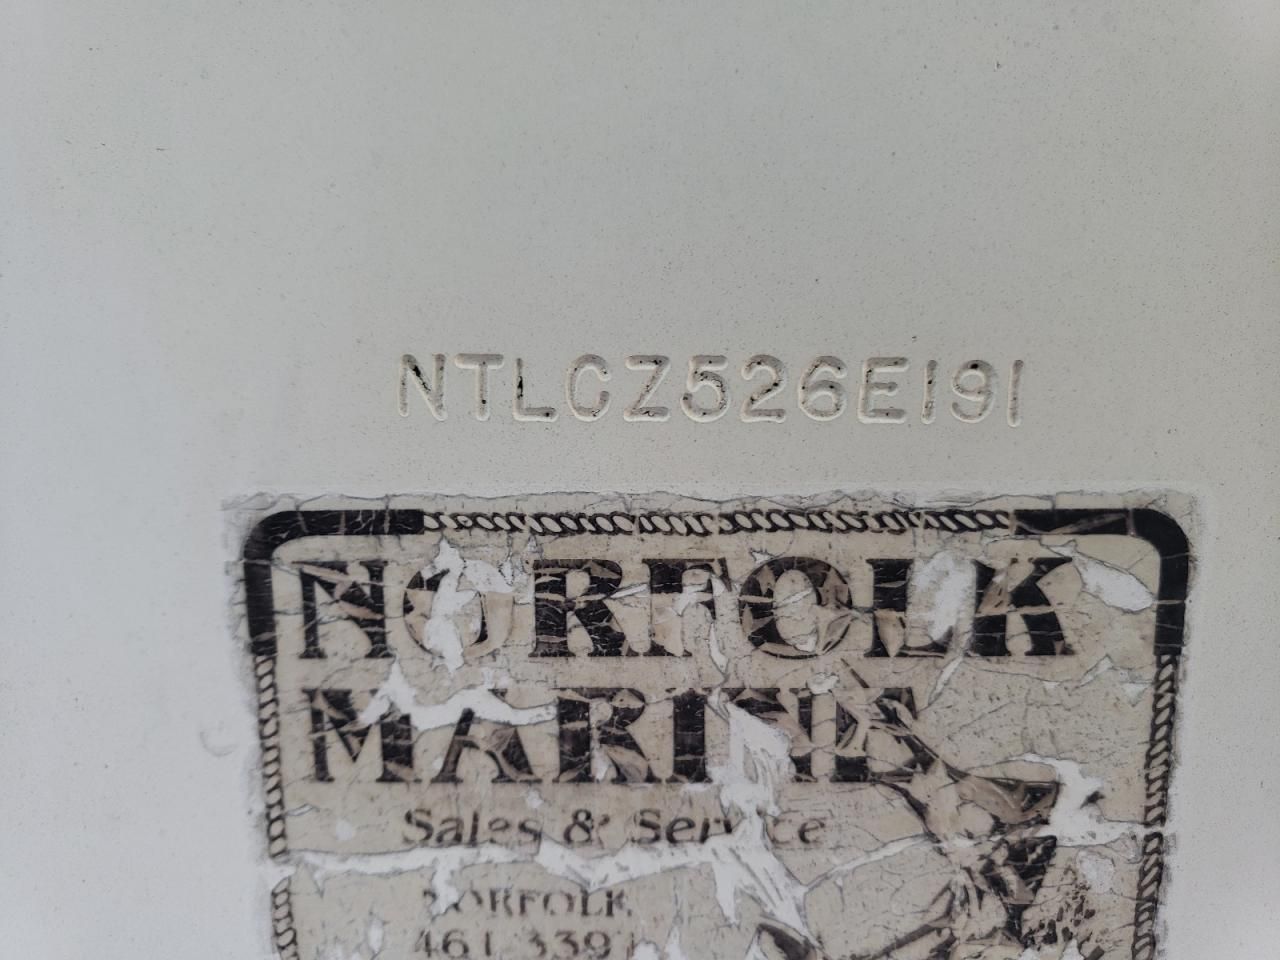 NTLCZ526E191
NORFOLK
MARINE
Sales & Service
NORFOLK
461 339